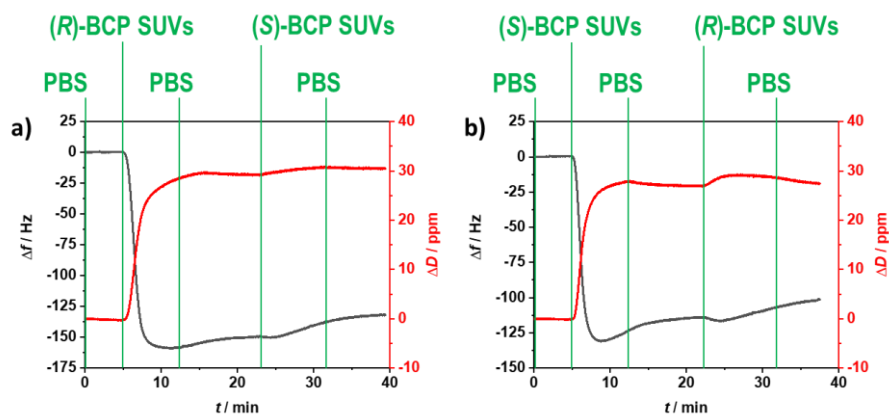 (R)-BCP SUVs (S)-BCP SUVs
PBS PBS PBS
a)
25
0
-25
-50
-75
-100
-125
-150
-175
Δf / Hz
0 10 20 30 40
t / min
40
30
20
10
0
-10
ΔD / ppm
(S)-BCP SUVs (R)-BCP SUVs
PBS PBS PBS
b)
25
0
-25
-50
-75
-100
-125
-150
Δf / Hz
0 10 20 30 40
t / min
40
30
20
10
0
-10
ΔD / ppm